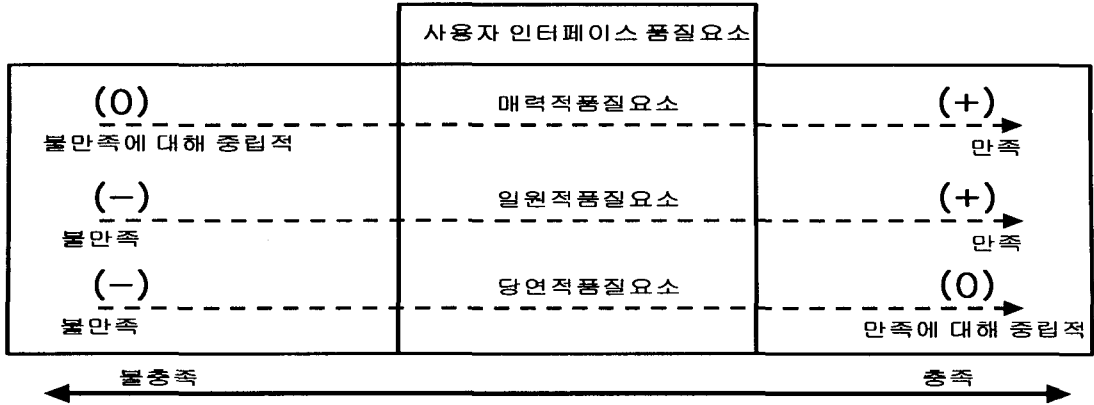 사용자 인터페이스 품질요소
(0) 매력적품질요소 (+)
불만족에 대해 중립적 만족
(−) 일원적품질요소 (+)
불만족 만족
(−) 당연적품질요소 (0)
불만족 만족에 대해 중립적
불충족 충족